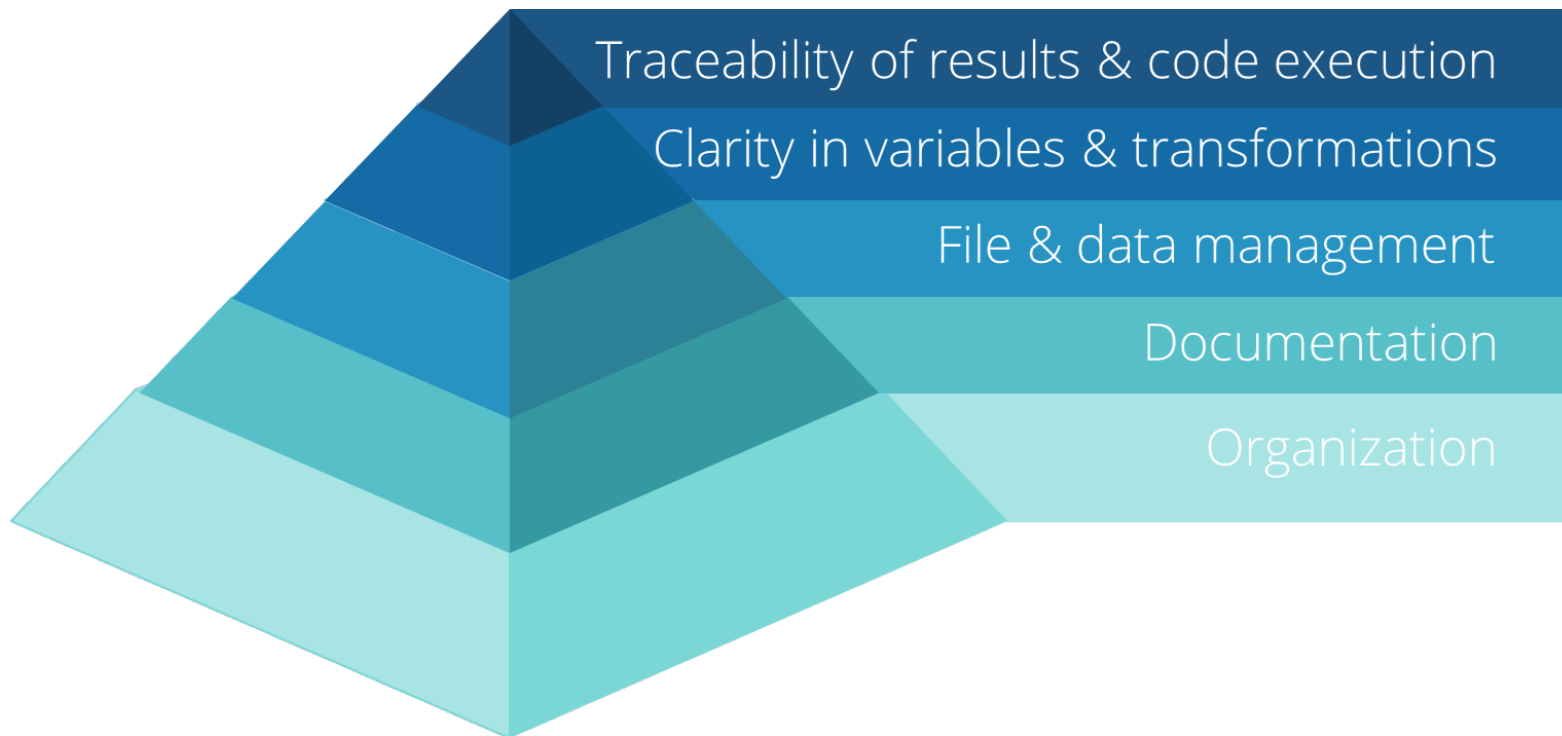 Traceability of results & code execution
Clarity in variables & transformations
File & data management
Documentation
Organization